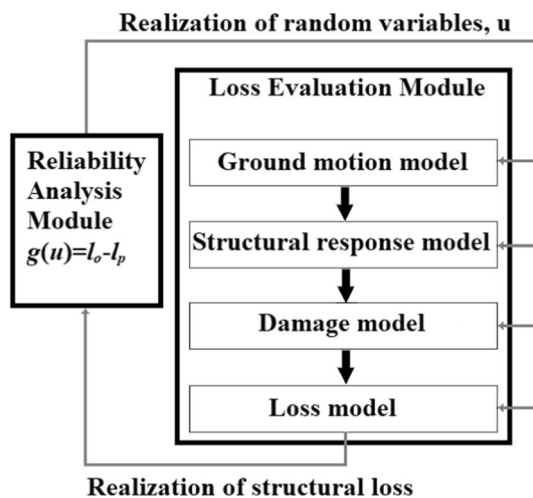 Realization of random variables, u
Loss Evaluation Module
Reliability
Analysis
Module
g(u)=lₒ-lₚ
Ground motion model
Structural response model
Damage model
Loss model
Realization of structural loss